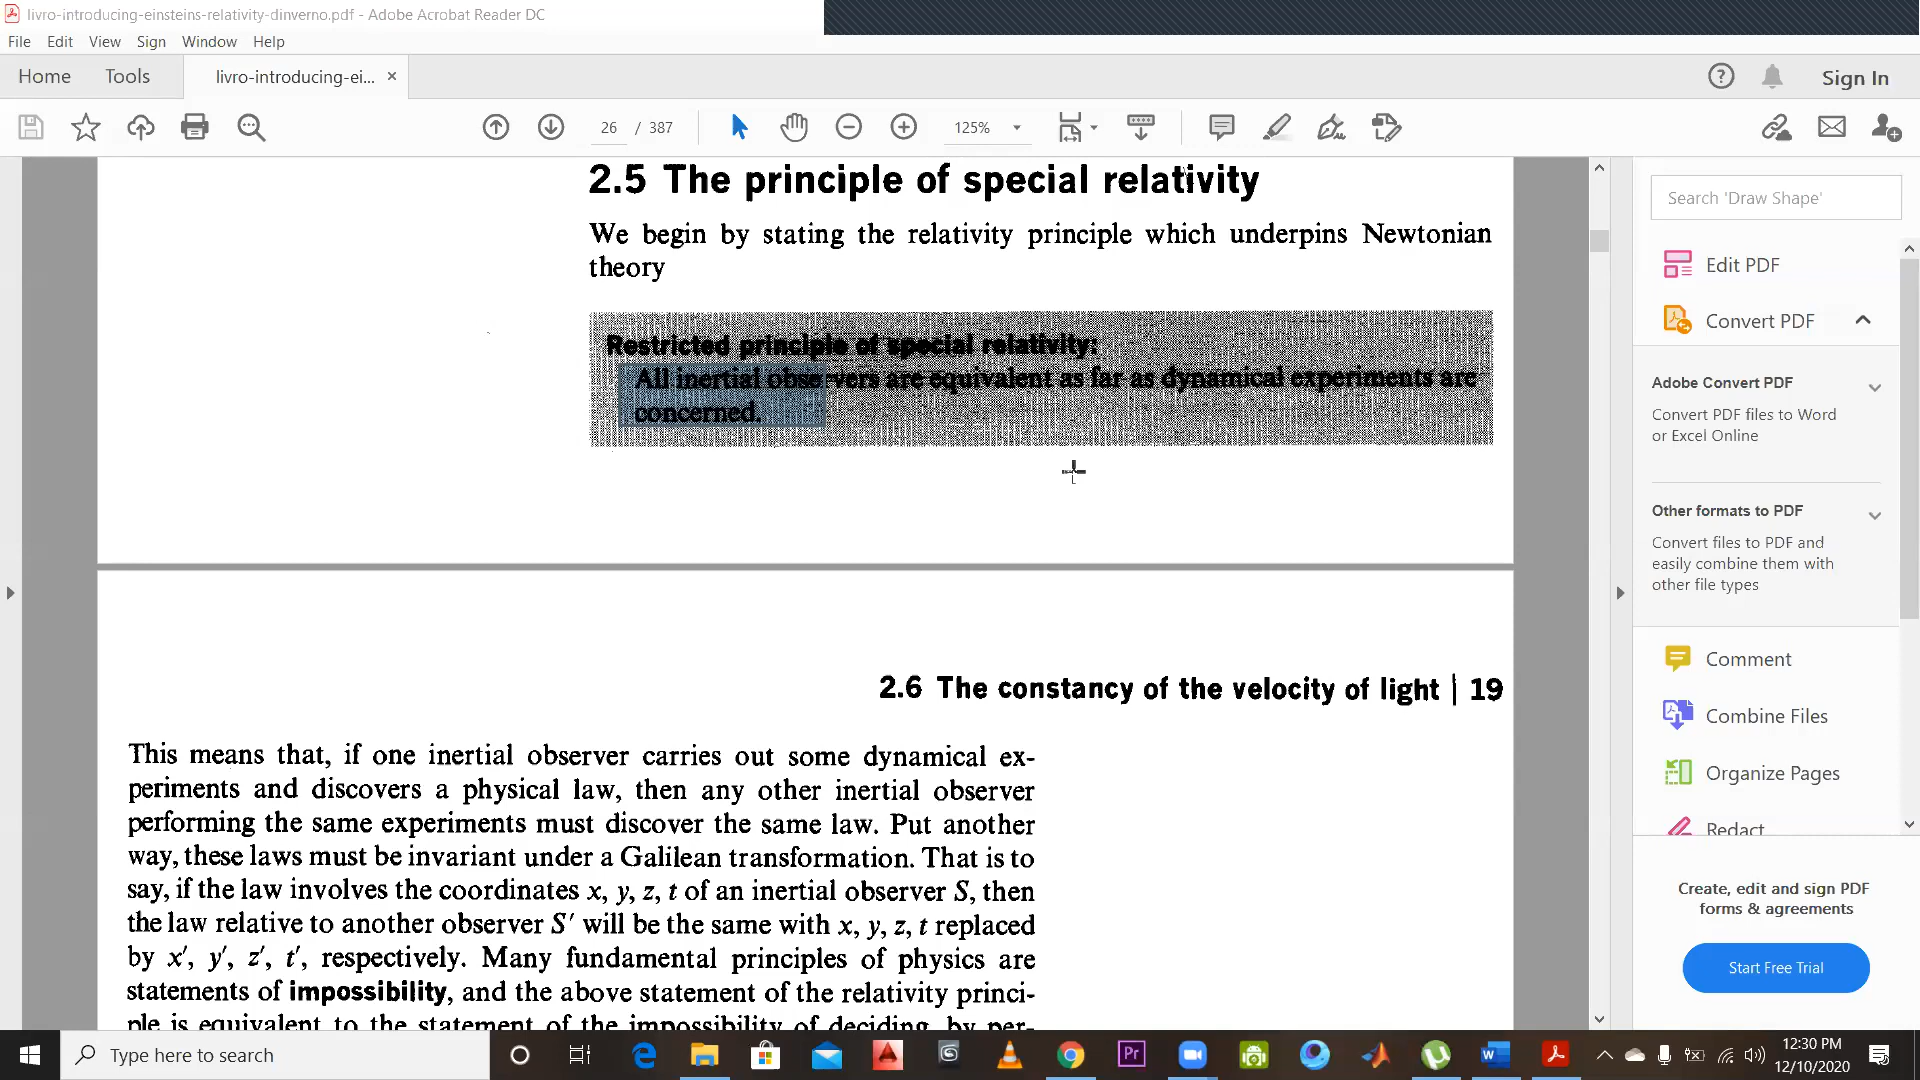 livro-introducing-einsteins-relativity-dinverno.pdf - Adobe Acrobat Reader DC
File Edit View Sign Window Help
Home Tools livro-introducing-ei... × ? Sign In
26 / 387 125%
Search 'Draw Shape'
Edit PDF
Convert PDF
Adobe Convert PDF
Convert PDF files to Word
or Excel Online
Other formats to PDF
Convert files to PDF and
easily combine them with
other file types
Comment
Combine Files
Organize Pages
Redact
Create, edit and sign PDF
forms & agreements
Start Free Trial
2.5 The principle of special relativity
We begin by stating the relativity principle which underpins Newtonian
theory
Restricted principle of special relativity:
All inertial observers are equivalent as far as dynamical experiments are
concerned.
2.6 The constancy of the velocity of light | 19
This means that, if one inertial observer carries out some dynamical ex-
periments and discovers a physical law, then any other inertial observer
performing the same experiments must discover the same law. Put another
way, these laws must be invariant under a Galilean transformation. That is to
say, if the law involves the coordinates x, y, z, t of an inertial observer S, then
the law relative to another observer S′ will be the same with x, y, z, t replaced
by x′, y′, z′, t′, respectively. Many fundamental principles of physics are
statements of impossibility, and the above statement of the relativity princi-
ple is equivalent to the statement of the impossibility of deciding, by per-
Type here to search
Pr
W
12:30 PM
12/10/2020